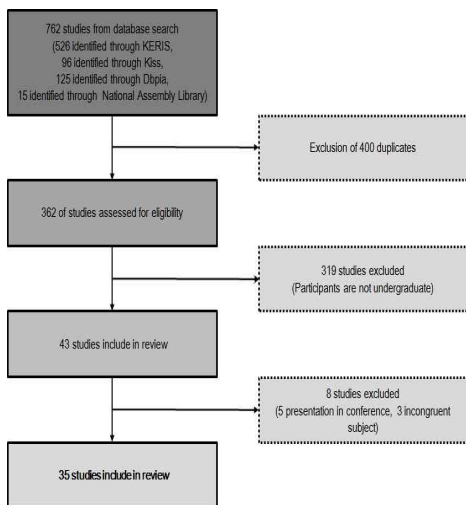 762 studies from database search
(526 identified through KERIS,
96 identified through Kiss,
125 identified through Dbpia,
15 identified through National Assembly Library)
Exclusion of 400 duplicates
362 of studies assessed for eligibility
319 studies excluded
(Participants are not undergraduate)
43 studies include in review
8 studies excluded
(5 presentation in conference, 3 incongruent
subject)
35 studies include in review